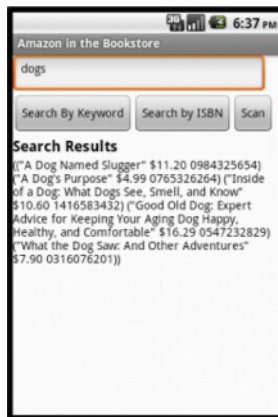 3G 6:37 PM
Amazon in the Bookstore
dogs
Search By Keyword Search by ISBN Scan
Search Results
(("A Dog Named Slugger" $11.20 0984325654)
("A Dog's Purpose" $4.99 0765326264) ("Inside
of a Dog: What Dogs See, Smell, and Know"
$10.60 1416583432) ("Good Old Dog: Expert
Advice for Keeping Your Aging Dog Happy,
Healthy, and Comfortable" $16.29 0547232829)
("What the Dog Saw: And Other Adventures"
$7.90 0316076201))